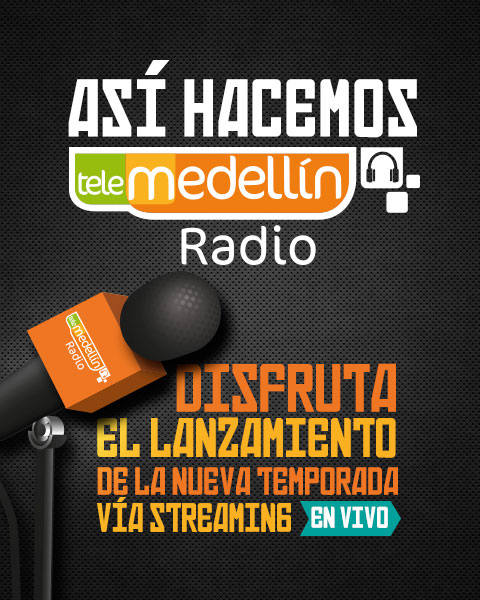 ASÍ HACEMOS
telemedellín
Radio
telemedellín
Radio
DISFRUTA
EL LANZAMIENTO
DE LA NUEVA TEMPORADA
VÍA STREAMING EN VIVO